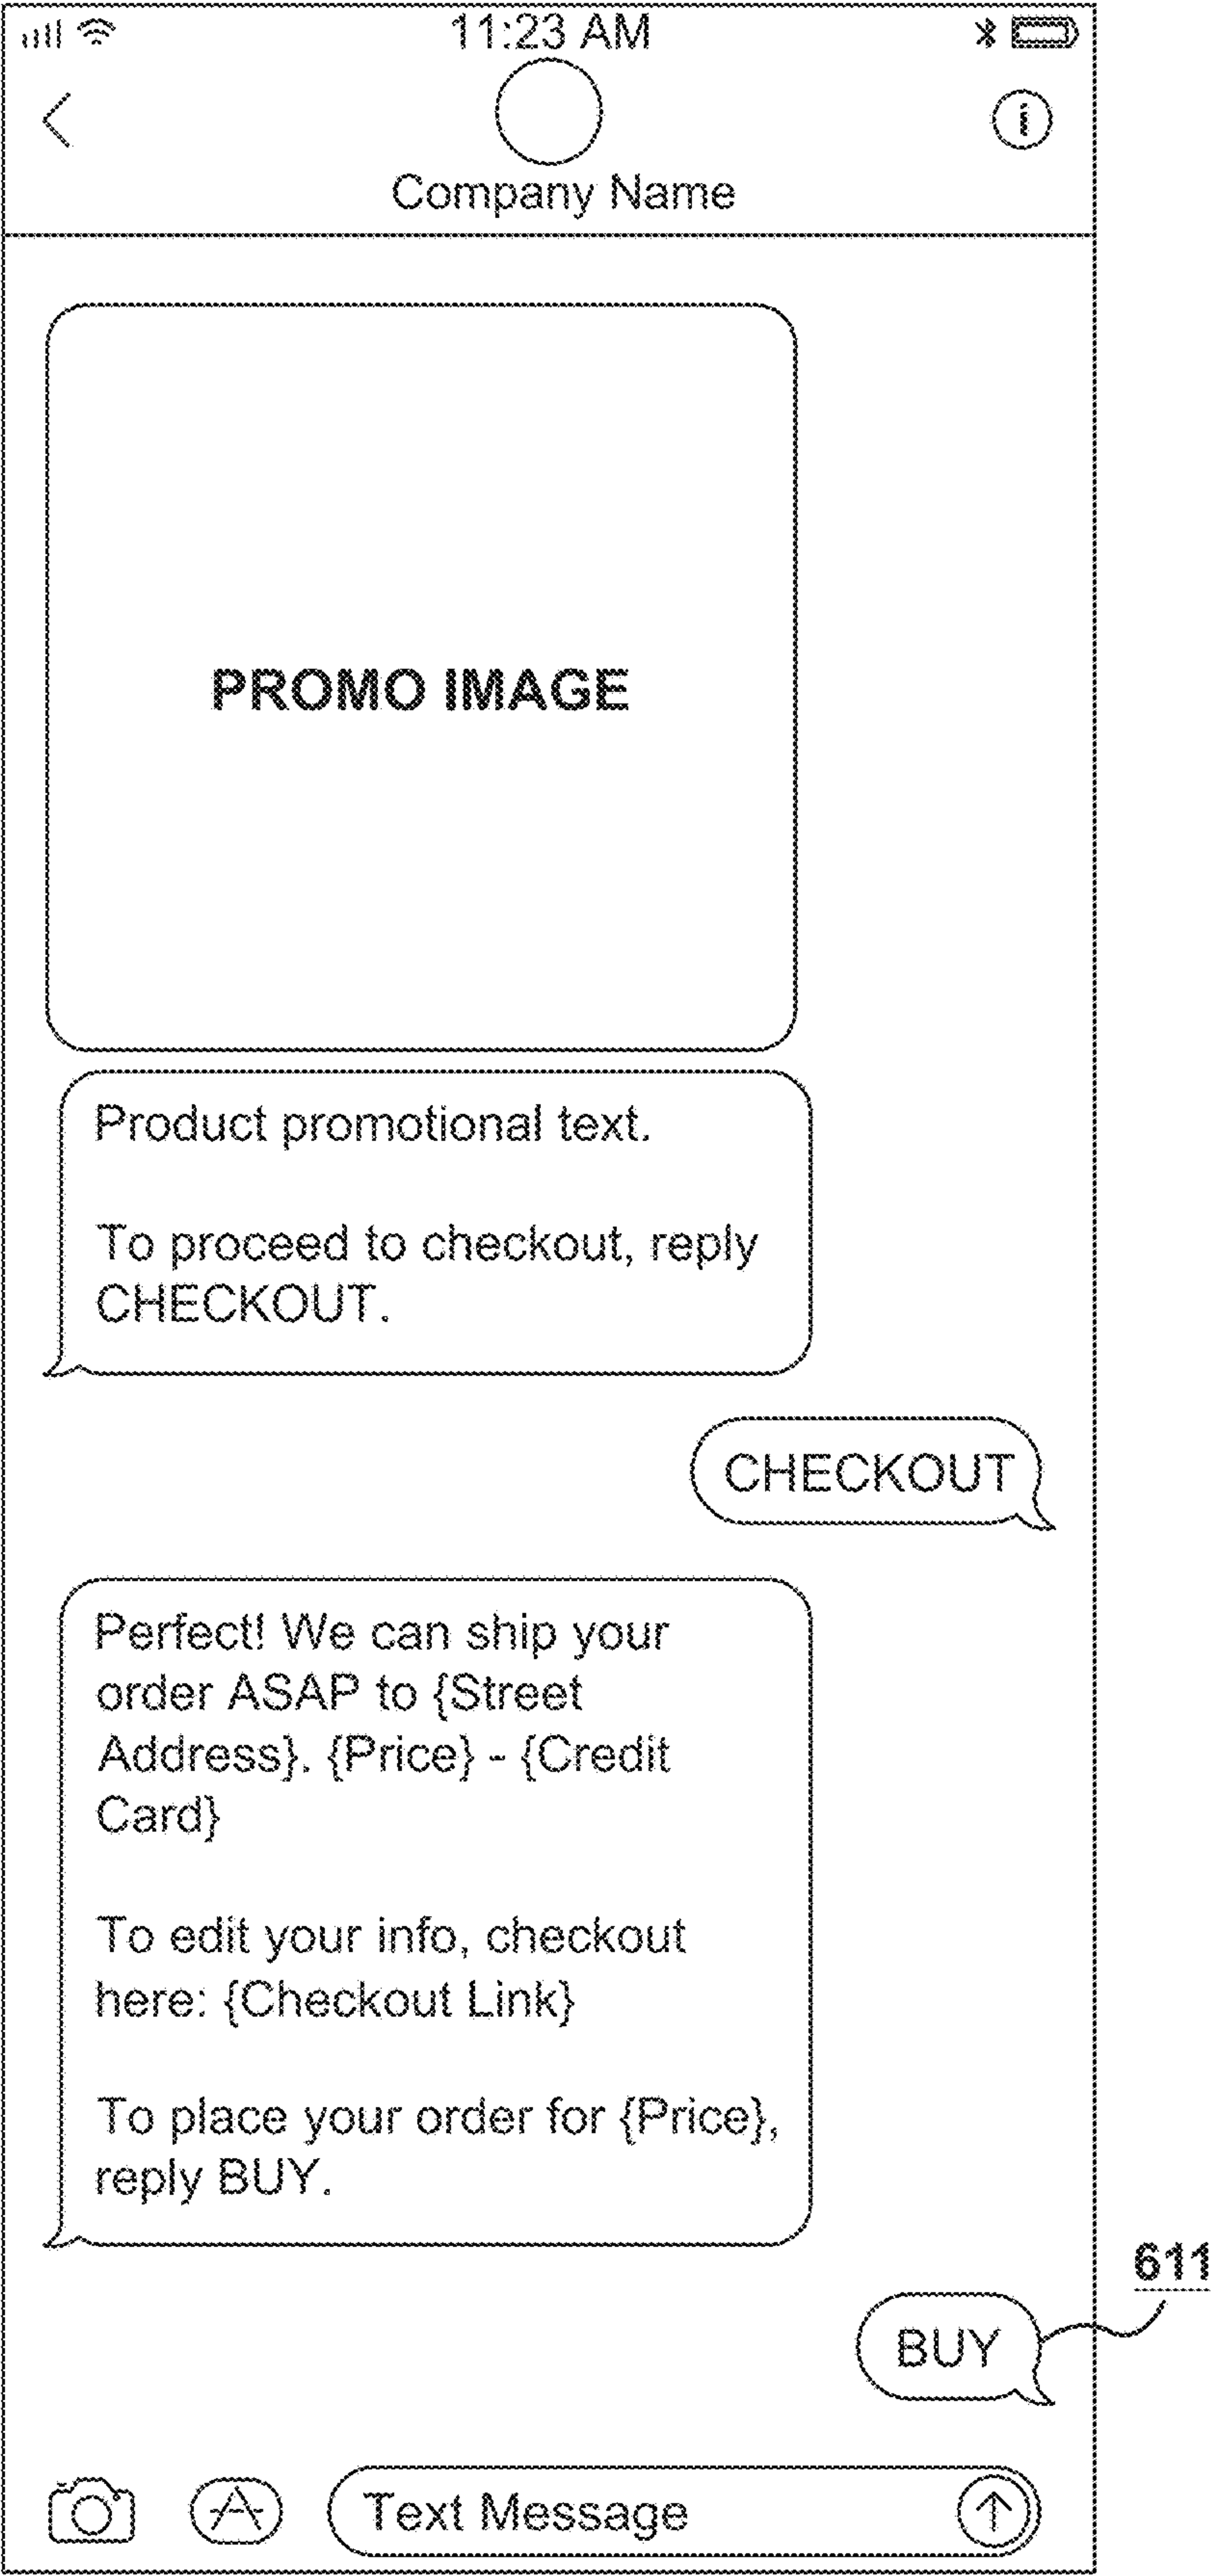 11:23 AM
i
Company Name
PROMO IMAGE
Product promotional text.
To proceed to checkout, reply
CHECKOUT.
CHECKOUT
Perfect! We can ship your
order ASAP to {Street
Address}. {Price} - {Credit
Card}
To edit your info, checkout
here: {Checkout Link}
To place your order for {Price},
reply BUY.
611
BUY
Text Message